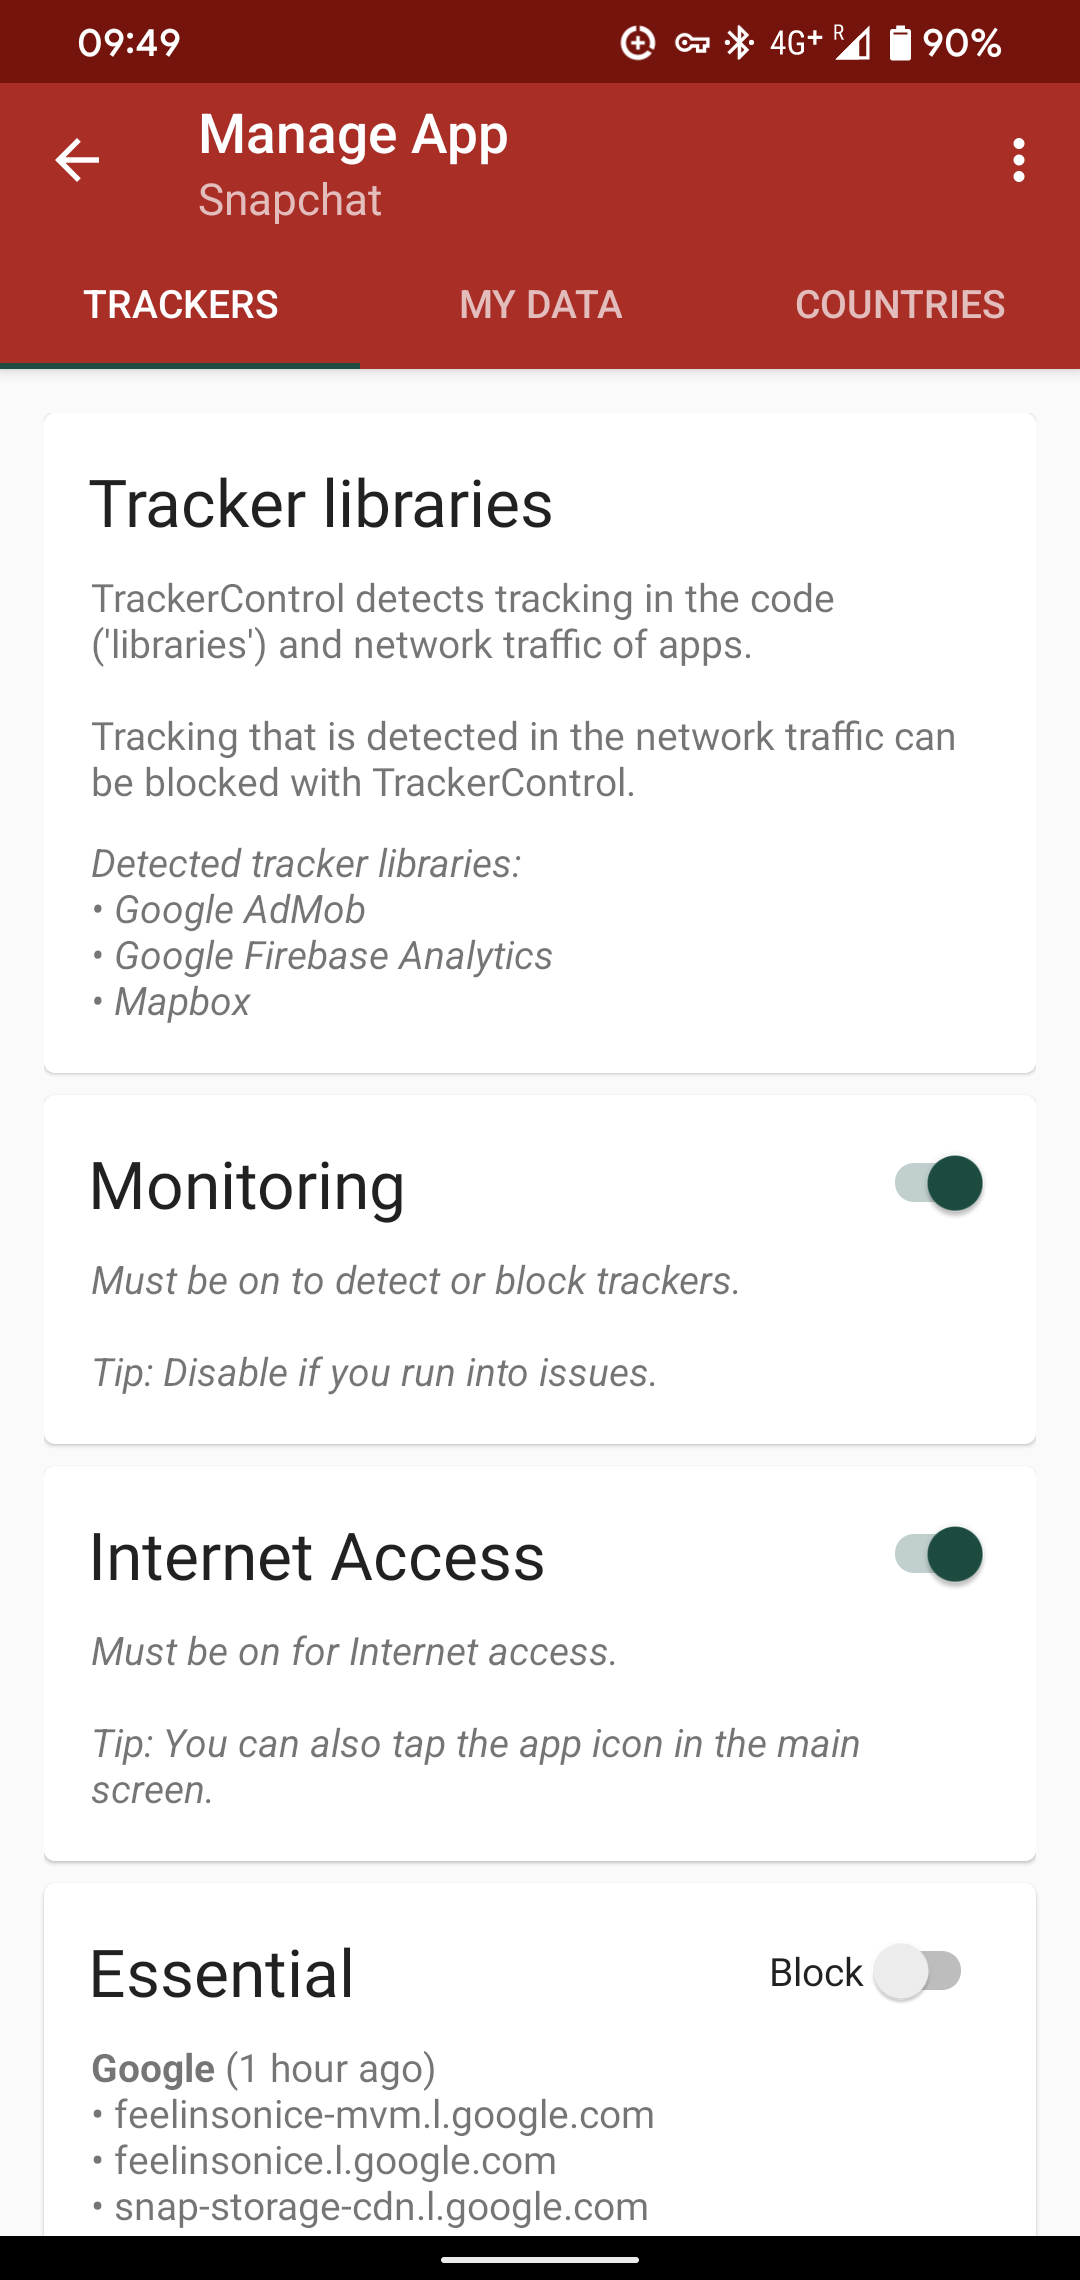 09:49
4G+ R 90%
Manage App
Snapchat
TRACKERS MY DATA COUNTRIES
Tracker libraries
TrackerControl detects tracking in the code
('libraries') and network traffic of apps.
Tracking that is detected in the network traffic can
be blocked with TrackerControl.
Detected tracker libraries:
• Google AdMob
• Google Firebase Analytics
• Mapbox
Monitoring
Must be on to detect or block trackers.
Tip: Disable if you run into issues.
Internet Access
Must be on for Internet access.
Tip: You can also tap the app icon in the main
screen.
Essential Block
Google (1 hour ago)
• feelinsonice-mvm.l.google.com
• feelinsonice.l.google.com
• snap-storage-cdn.l.google.com